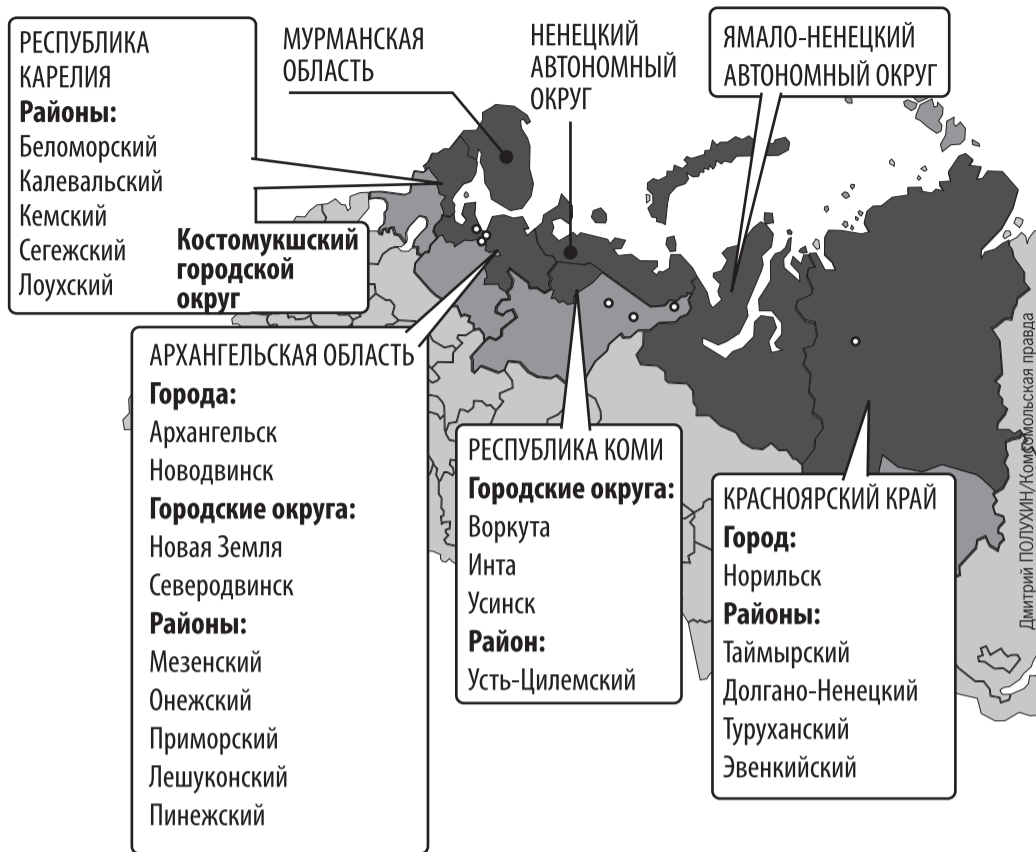 РЕСПУБЛИКА
КАРЕЛИЯ
Районы:
Беломорский
Калевальский
Кемский
Сегежский
Лоухский
Костомукшский
городской
округ
МУРМАНСКАЯ
ОБЛАСТЬ
НЕНЕЦКИЙ
АВТОНОМНЫЙ
ОКРУГ
ЯМАЛО-НЕНЕЦКИЙ
АВТОНОМНЫЙ ОКРУГ
АРХАНГЕЛЬСКАЯ ОБЛАСТЬ
Города:
Архангельск
Новодвинск
Городские округа:
Новая Земля
Северодвинск
Районы:
Мезенский
Онежский
Приморский
Лешуконский
Пинежский
РЕСПУБЛИКА КОМИ
Городские округа:
Воркута
Инта
Усинск
Район:
Усть-Цилемский
КРАСНОЯРСКИЙ КРАЙ
Город:
Норильск
Районы:
Таймырский
Долгано-Ненецкий
Туруханский
Эвенкийский
Дмитрий ПОЛУХИН/Комсомольская правда